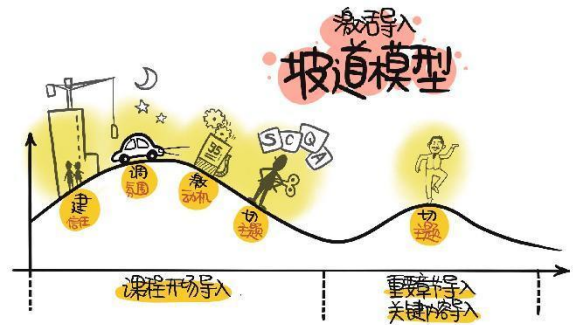 激活导入
坡道模型
SCQA
95
建
信任
调
氛围
激
动机
切
主题
切
主题
课程开场导入
重要章节导入
关键内容导入